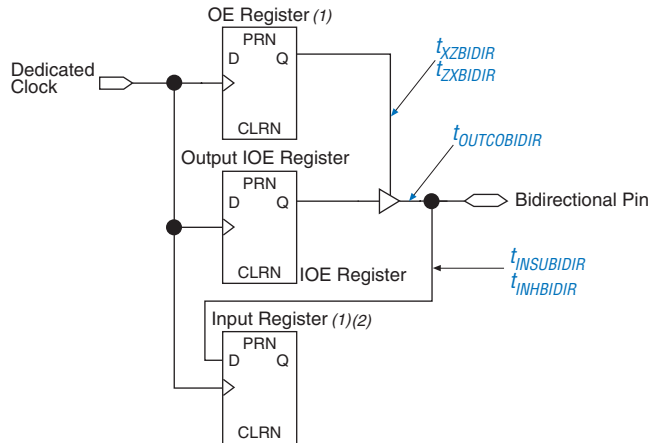 OE Register (1)
PRN
D Q
CLRN
Dedicated
Clock
tXZBIDIR
tZXBIDIR
tOUTCOBIDIR
Output IOE Register
PRN
D Q
CLRN
IOE Register
Bidirectional Pin
tINSUBIDIR
tINHBIDIR
Input Register (1)(2)
PRN
D Q
CLRN